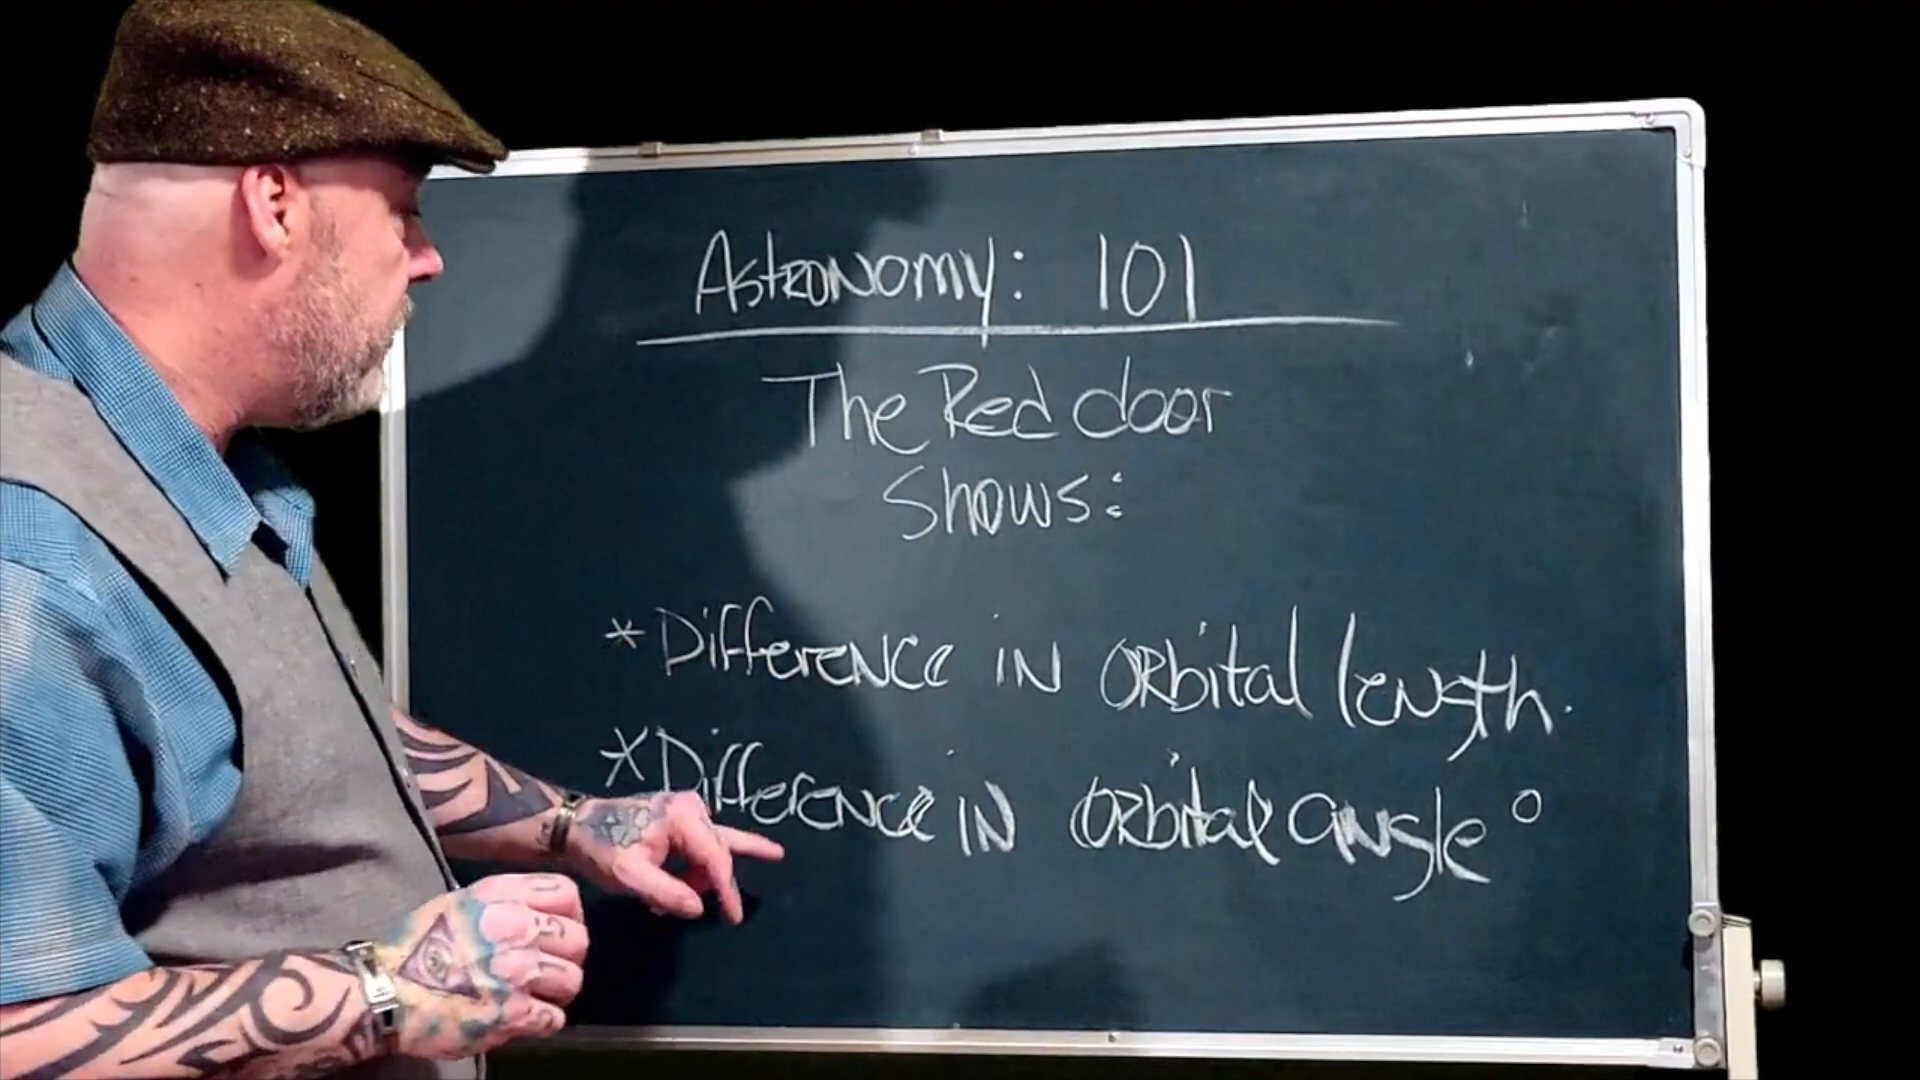 Astronomy: 101
The Red door
Shows:
* Difference in orbital length.
* Difference in orbital angle °